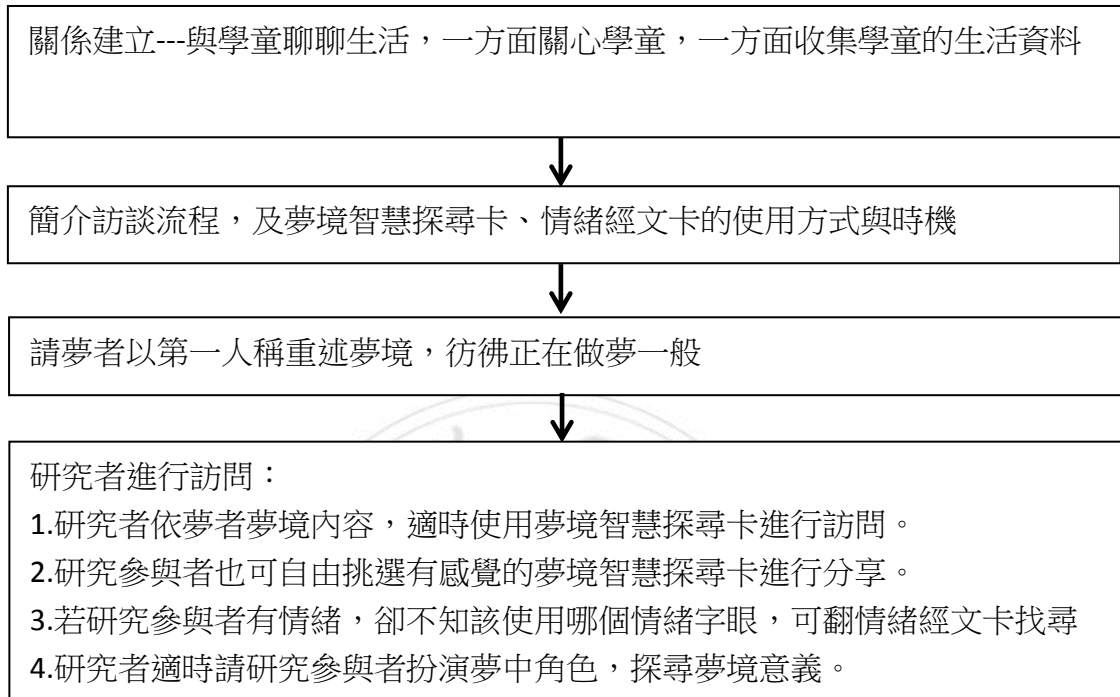 關係建立---與學童聊聊生活，一方面關心學童，一方面收集學童的生活資料
簡介訪談流程，及夢境智慧探尋卡、情緒經文卡的使用方式與時機
請夢者以第一人稱重述夢境，彷彿正在做夢一般
研究者進行訪問：
1.研究者依夢者夢境內容，適時使用夢境智慧探尋卡進行訪問。
2.研究參與者也可自由挑選有感覺的夢境智慧探尋卡進行分享。
3.若研究參與者有情緒，卻不知該使用哪個情緒字眼，可翻情緒經文卡找尋
4.研究者適時請研究參與者扮演夢中角色，探尋夢境意義。